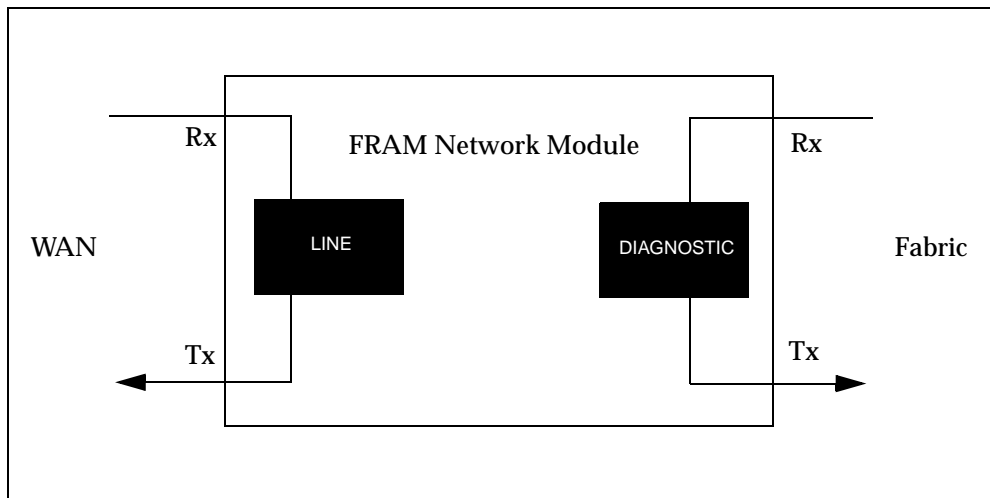 Rx
FRAM Network Module
Rx
WAN
LINE
DIAGNOSTIC
Fabric
Tx
Tx